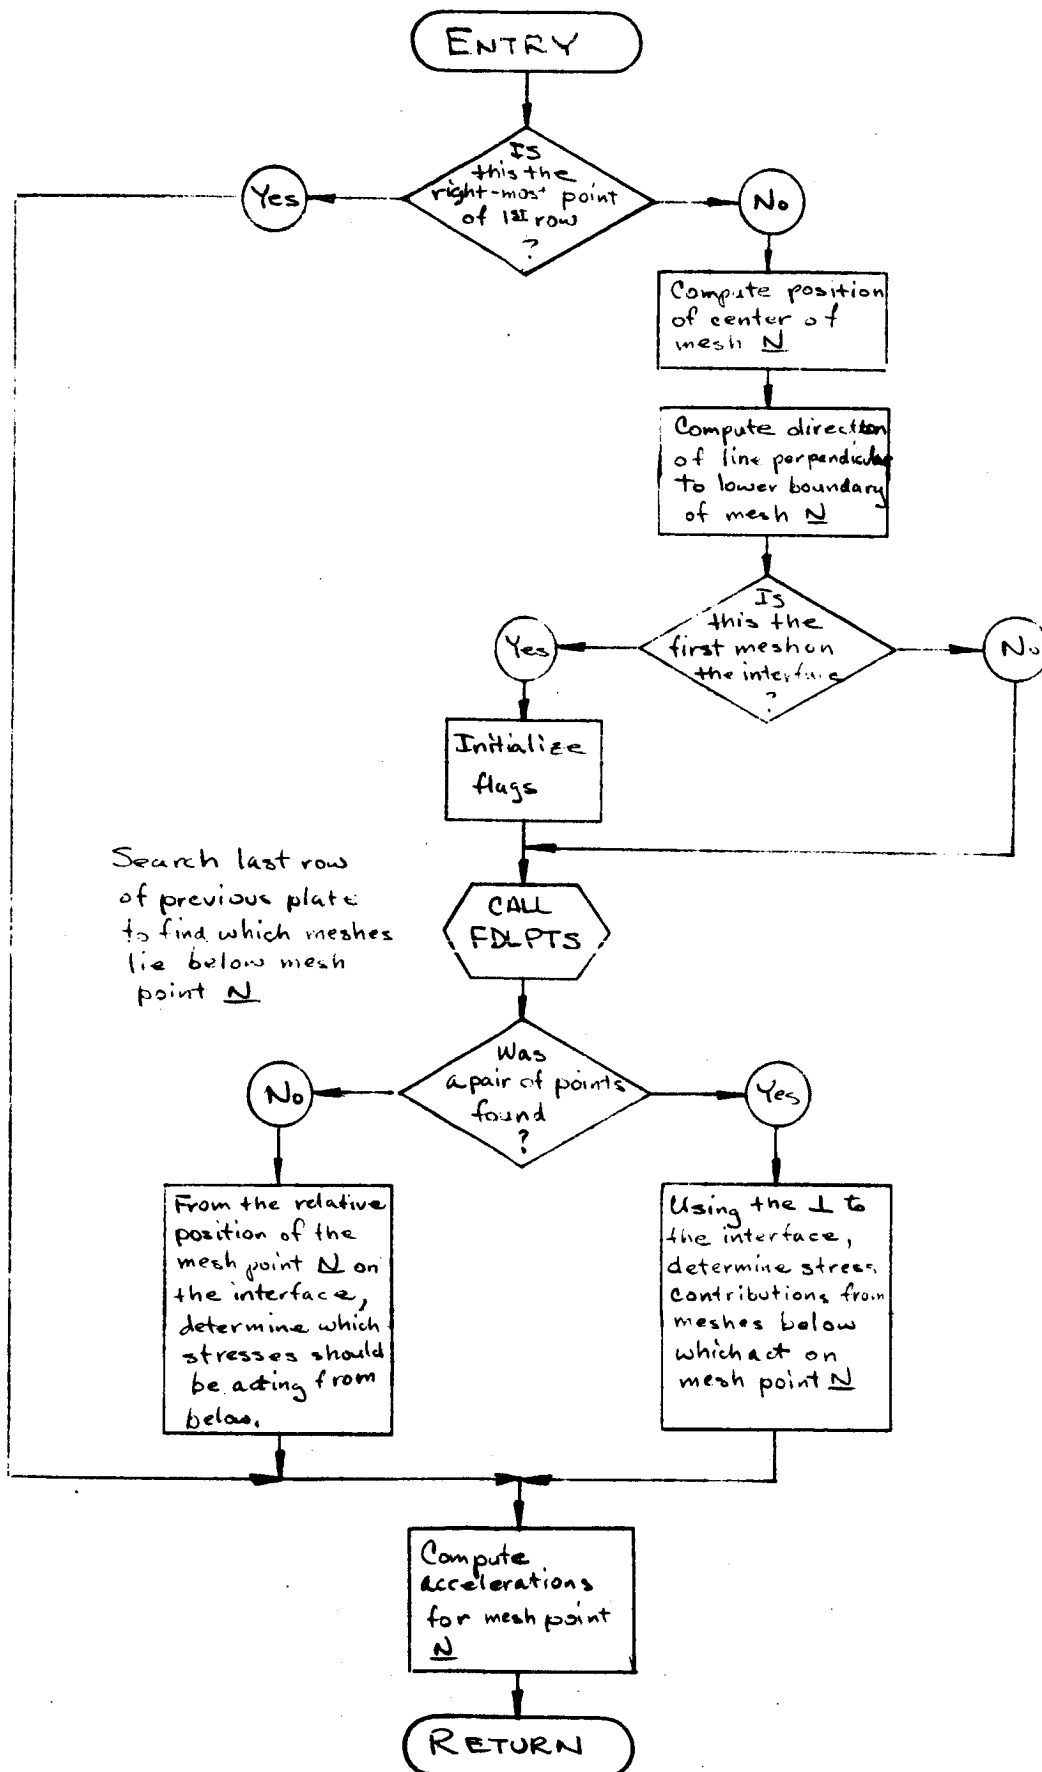 ENTRY
Is
this the
right-most point
of 1st row
?
Yes
No
Compute position
of center of
mesh N
Compute direction
of line perpendicular
to lower boundary
of mesh N
Is
this the
first mesh on
the interface
?
Yes
No
Initialize
flags
Search last row
of previous plate
to find which meshes
lie below mesh
point N
CALL
FDLPTS
Was
a pair of points
found
?
No
Yes
From the relative
position of the
mesh point N on
the interface,
determine which
stresses should
be acting from
below.
Using the ⊥ to
the interface,
determine stress
contributions from
meshes below
which act on
mesh point N
Compute
accelerations
for mesh point
N
RETURN